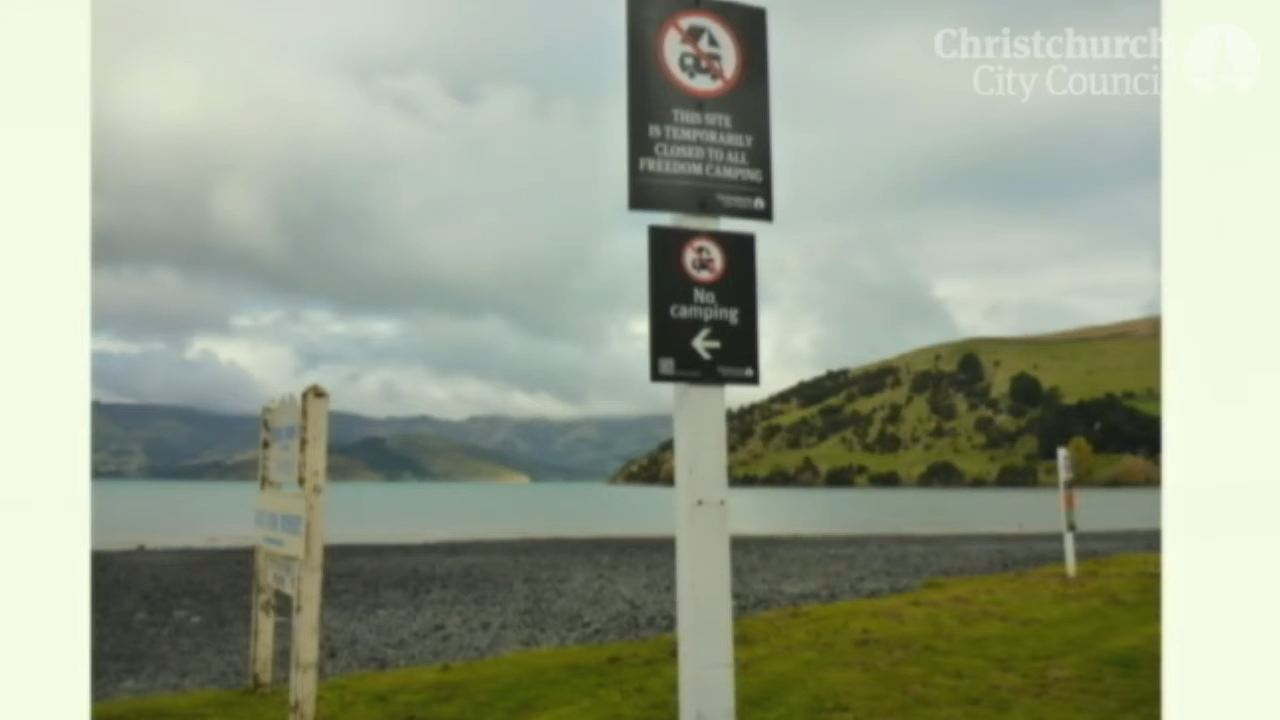 Christchurch
City Council
THIS SITE
IS TEMPORARILY
CLOSED TO ALL
FREEDOM CAMPING
No
camping